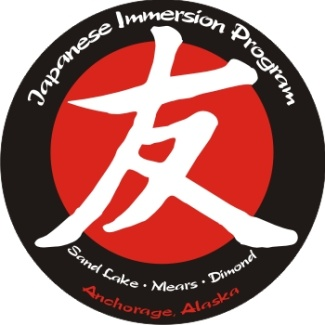 Japanese Immersion Program
友
Sand Lake • Mears • Dimond
Anchorage, Alaska